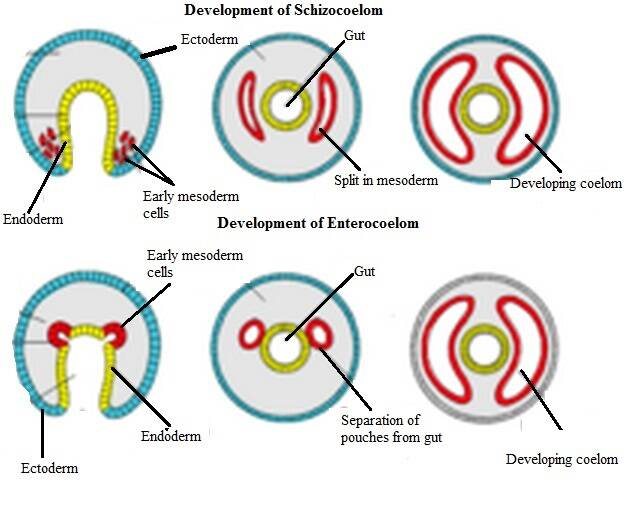 Development of Schizocoelom
Ectoderm
Gut
Endoderm
Early mesoderm
cells
Split in mesoderm
Developing coelom
Development of Enterocoelom
Early mesoderm
cells
Gut
Endoderm
Ectoderm
Separation of
pouches from gut
Developing coelom